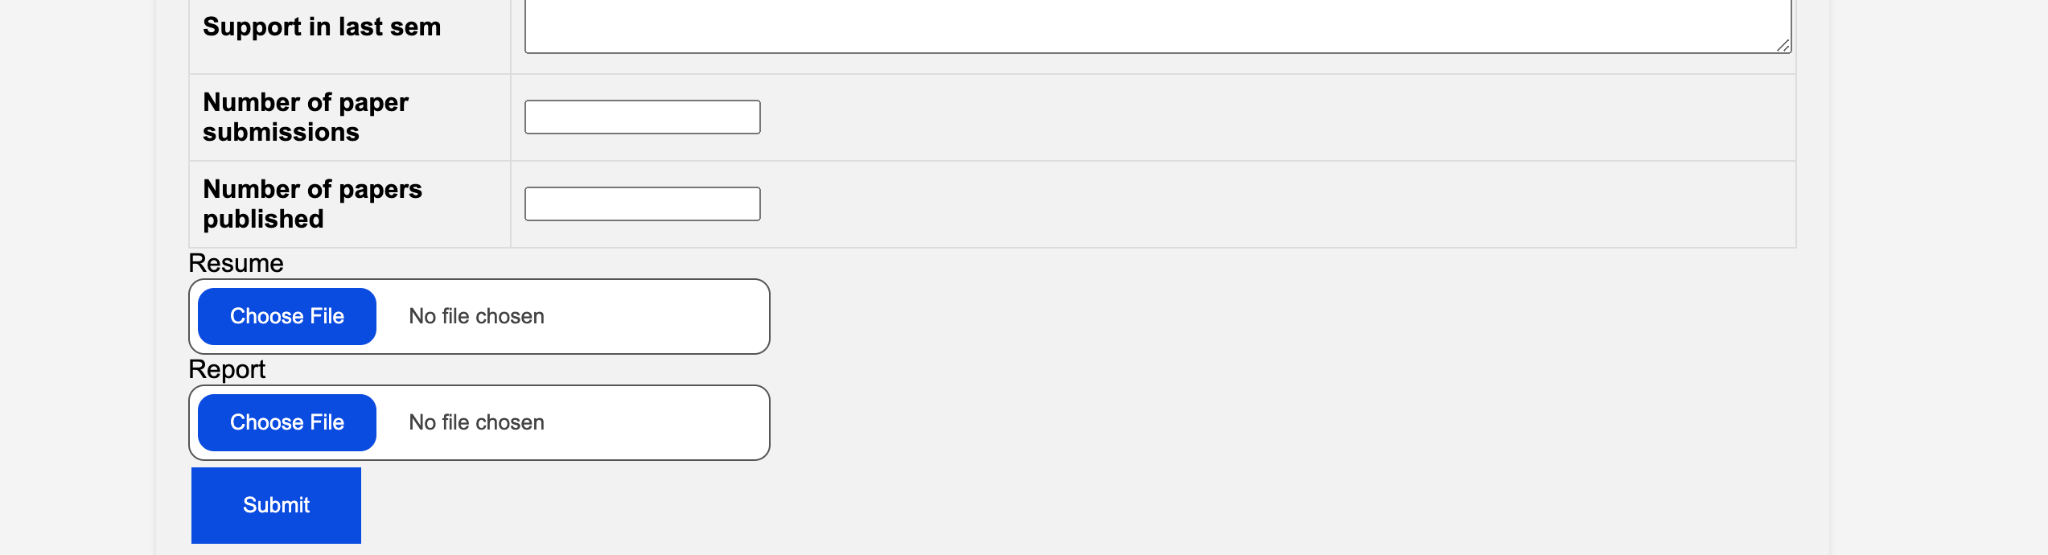 Support in last sem
Number of paper
submissions
Number of papers
published
Resume
Choose File No file chosen
Report
Choose File No file chosen
Submit